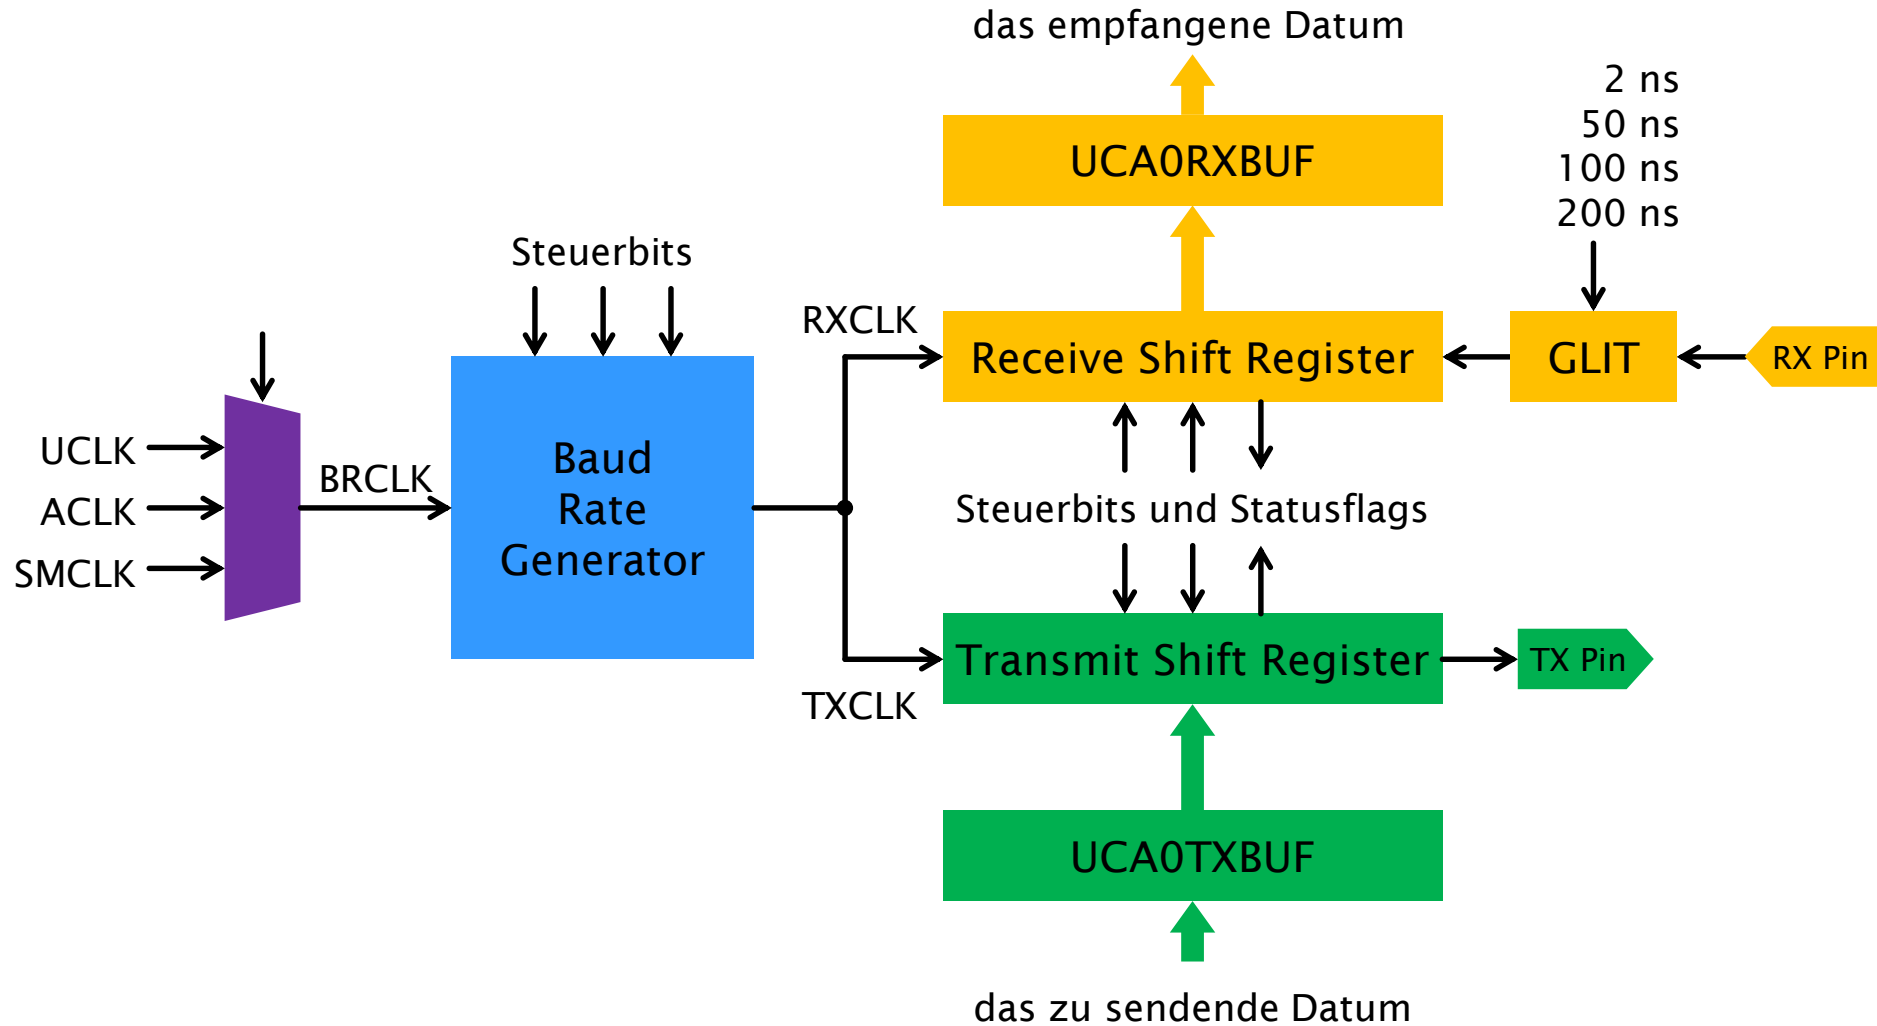 das empfangene Datum
2 ns
50 ns
100 ns
200 ns
UCA0RXBUF
Steuerbits
RXCLK
Receive Shift Register
GLIT
RX Pin
UCLK
ACLK
SMCLK
BRCLK
Baud
Rate
Generator
Steuerbits und Statusflags
TXCLK
Transmit Shift Register
TX Pin
UCA0TXBUF
das zu sendende Datum